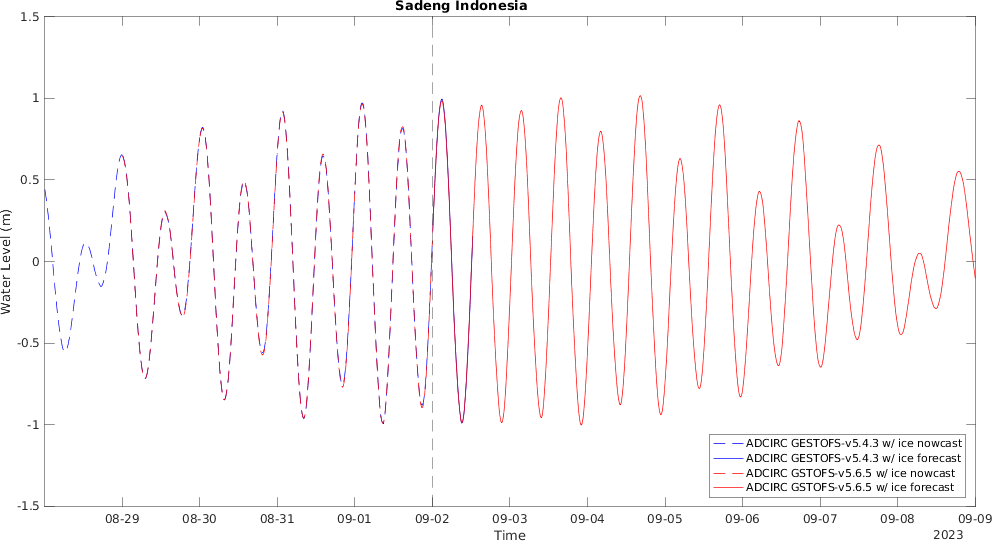 Sadeng Indonesia
1.5
1
0.5
0
-0.5
-1
-1.5
Water Level (m)
08-29 08-30 08-31 09-01 09-02 09-03 09-04 09-05 09-06 09-07 09-08 09-09
Time
2023
ADCIRC GESTOFS-v5.4.3 w/ ice nowcast
ADCIRC GESTOFS-v5.4.3 w/ ice forecast
ADCIRC GSTOFS-v5.6.5 w/ ice nowcast
ADCIRC GSTOFS-v5.6.5 w/ ice forecast